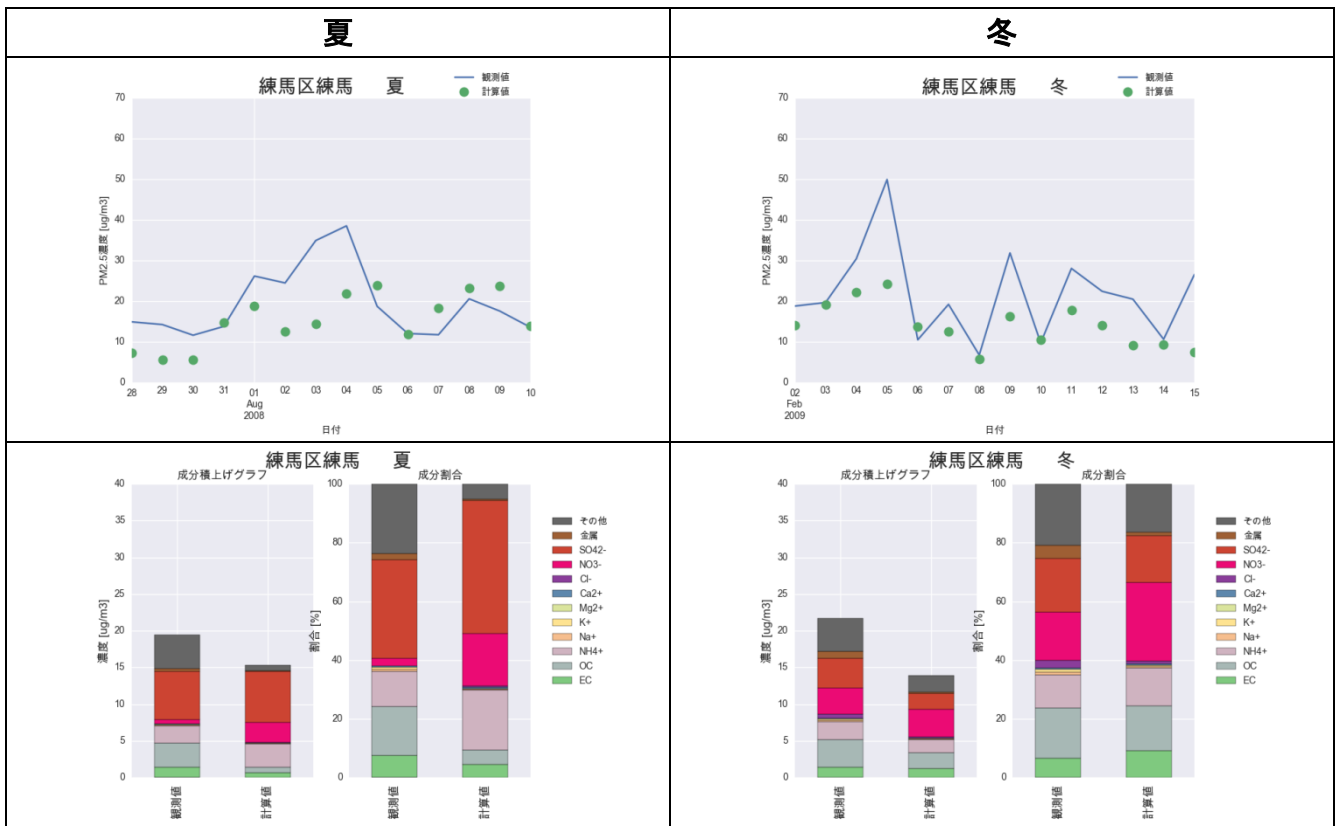 夏
冬
練馬区練馬 夏
観測値
計算値
PM2.5濃度 [ug/m3]
70
60
50
40
30
20
10
0
28 29 30 31 01 02 03 04 05 06 07 08 09 10
Aug
2008
日付
練馬区練馬 冬
観測値
計算値
PM2.5濃度 [ug/m3]
70
60
50
40
30
20
10
0
02 03 04 05 06 07 08 09 10 11 12 13 14 15
Feb
2009
日付
練馬区練馬 夏
成分積上げグラフ
濃度 [ug/m3]
40
35
30
25
20
15
10
5
0
観測値
計算値
成分割合
割合 [%]
100
80
60
40
20
0
観測値
計算値
その他
金属
SO42-
NO3-
Cl-
Ca2+
Mg2+
K+
Na+
NH4+
OC
EC
練馬区練馬 冬
成分積上げグラフ
濃度 [ug/m3]
40
35
30
25
20
15
10
5
0
観測値
計算値
成分割合
割合 [%]
100
80
60
40
20
0
観測値
計算値
その他
金属
SO42-
NO3-
Cl-
Ca2+
Mg2+
K+
Na+
NH4+
OC
EC